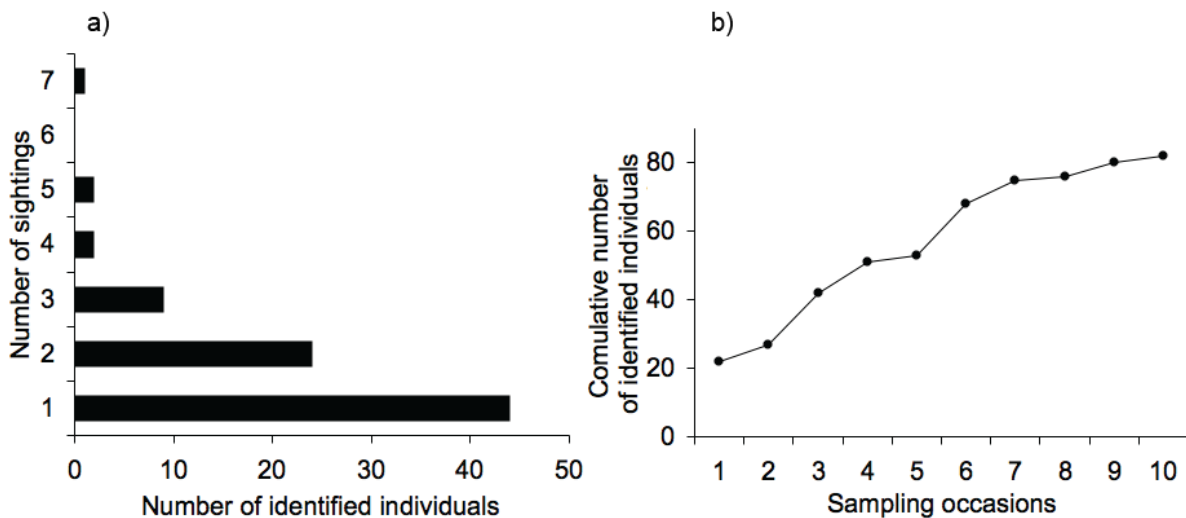 a)
Number of sightings
7
6
5
4
3
2
1
0 10 20 30 40 50
Number of identified individuals
b)
Comulative number
of identified individuals
80
60
40
20
0
1 2 3 4 5 6 7 8 9 10
Sampling occasions